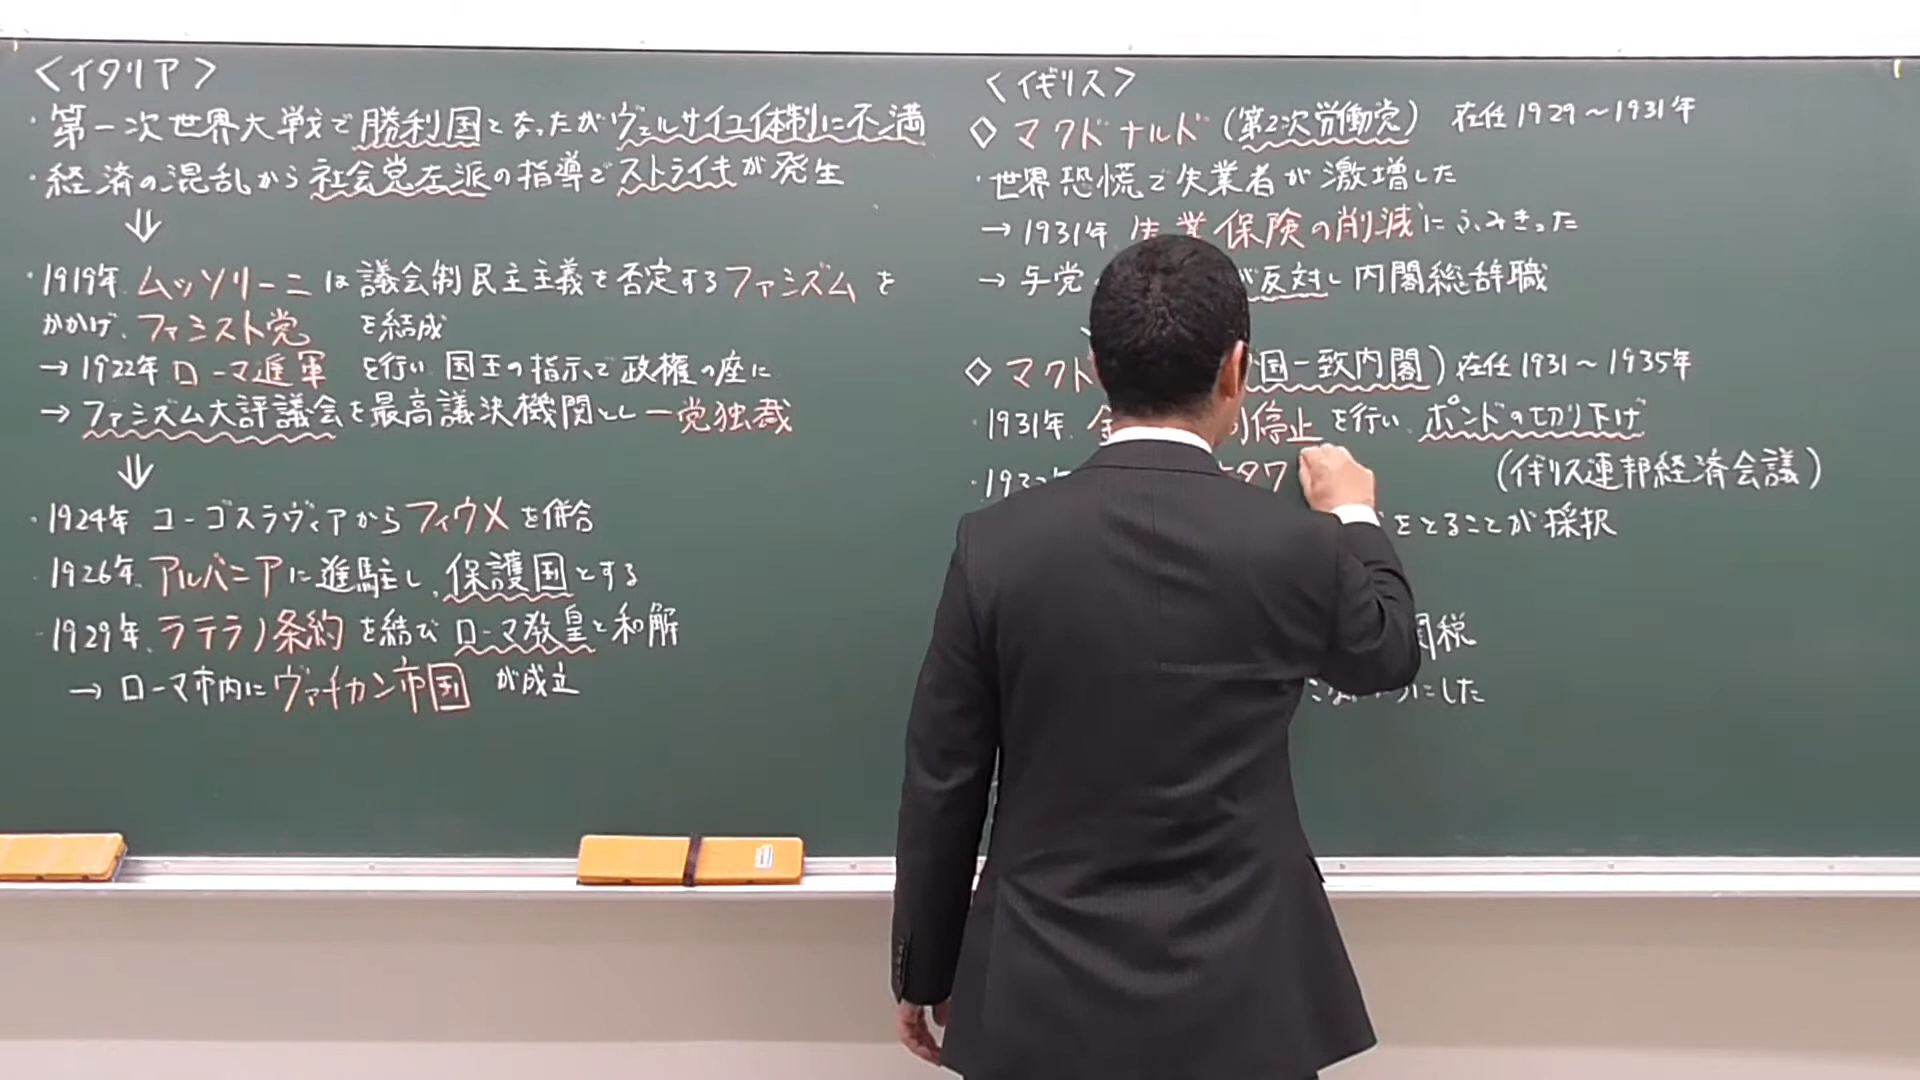 ＜イタリア＞
・第一次世界大戦で勝利国となったがヴェルサイユ体制に不満
・経済の混乱から社会党左派の指導でストライキが発生
⇓
・1919年、ムッソリーニは議会制民主主義を否定するファシズムを
かかげ、ファシスト党 を結成
→1922年 ローマ進軍 を行い国王の指示で政権の座に
→ファシズム大評議会を最高議決機関とし一党独裁
⇓
・1924年 ユーゴスラヴィアからフィウメを併合
・1926年、アルバニアに進駐し、保護国とする
・1929年、ラテラノ条約を結びローマ教皇と和解
→ローマ市内にヴァチカン市国 が成立
＜イギリス＞
◇マクドナルド（第2次労働党） 在任1929～1931年
・世界恐慌で失業者が激増した
→1931年 失業保険の削減にふみきった
→与党 が反対し内閣総辞職
◇マクド 国一致内閣）在任1931～1935年
・1931年、金 停止を行い、ポンドの切り下げ
・193 タワ （イギリス連邦経済会議）
をとることが採択
関税
にした